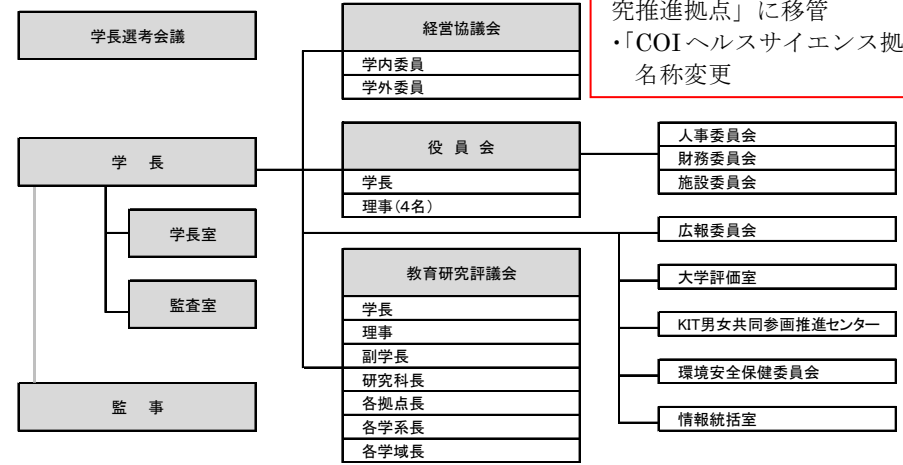 究推進拠点」に移管
・「COIヘルスサイエンス拠
名称変更
学長選考会議
経営協議会
学内委員
学外委員
学 長
役 員 会
学長
理事(4名)
人事委員会
財務委員会
施設委員会
学長室
監査室
広報委員会
教育研究評議会
学長
理事
副学長
研究科長
各拠点長
各学系長
各学域長
大学評価室
KIT男女共同参画推進センター
環境安全保健委員会
情報統括室
監 事